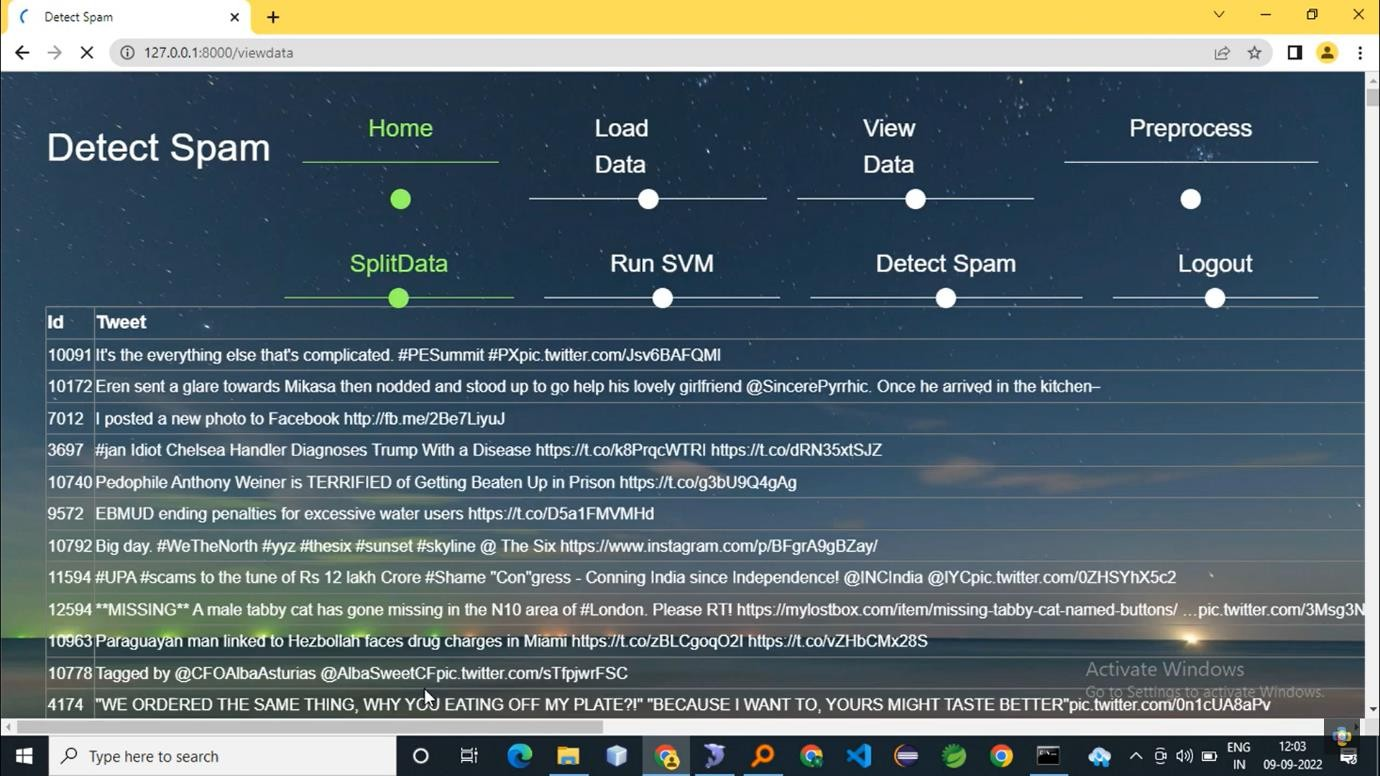 Detect Spam
127.0.0.1:8000/viewdata
Detect Spam
Home
Load
Data
View
Data
Preprocess
SplitData
Run SVM
Detect Spam
Logout
Id Tweet
10091 It's the everything else that's complicated. #PESummit #PXpic.twitter.com/Jsv6BAFQMl
10172 Eren sent a glare towards Mikasa then nodded and stood up to go help his lovely girlfriend @SincerePyrrhic. Once he arrived in the kitchen–
7012 I posted a new photo to Facebook http://fb.me/2Be7LiyuJ
3697 #jan Idiot Chelsea Handler Diagnoses Trump With a Disease https://t.co/k8PrqcWTRI https://t.co/dRN35xtSJZ
10740 Pedophile Anthony Weiner is TERRIFIED of Getting Beaten Up in Prison https://t.co/g3bU9Q4gAg
9572 EBMUD ending penalties for excessive water users https://t.co/D5a1FMVMHd
10792 Big day. #WeTheNorth #yyz #thesix #sunset #skyline @ The Six https://www.instagram.com/p/BFgrA9gBZay/
11594 #UPA #scams to the tune of Rs 12 lakh Crore #Shame "Con"gress - Conning India since Independence! @INCIndia @IYCpic.twitter.com/0ZHSYhX5c2
12594 **MISSING** A male tabby cat has gone missing in the N10 area of #London. Please RT! https://mylostbox.com/item/missing-tabby-cat-named-buttons/ …pic.twitter.com/3Msg3N
10963 Paraguayan man linked to Hezbollah faces drug charges in Miami https://t.co/zBLCgoqO2I https://t.co/vZHbCMx28S
10778 Tagged by @CFOAlbaAsturias @AlbaSweetCFpic.twitter.com/sTfpjwrFSC
4174 "WE ORDERED THE SAME THING, WHY YOU EATING OFF MY PLATE?!" "BECAUSE I WANT TO, YOURS MIGHT TASTE BETTER"pic.twitter.com/0n1cUA8aPv
Activate Windows
Go to Settings to activate Windows.
Type here to search
ENG
IN
12:03
09-09-2022